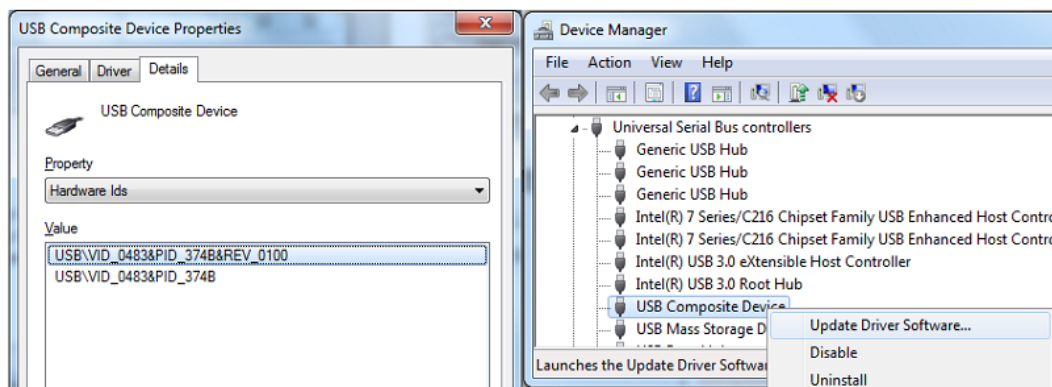 USB Composite Device Properties
General Driver Details
USB Composite Device
Property
Hardware Ids
Value
USB\VID_0483&PID_374B&REV_0100
USB\VID_0483&PID_374B
Device Manager
File Action View Help
Universal Serial Bus controllers
Generic USB Hub
Generic USB Hub
Generic USB Hub
Intel(R) 7 Series/C216 Chipset Family USB Enhanced Host Contro
Intel(R) 7 Series/C216 Chipset Family USB Enhanced Host Contro
Intel(R) USB 3.0 eXtensible Host Controller
Intel(R) USB 3.0 Root Hub
USB Composite Device
USB Mass Storage D
Launches the Update Driver Softwa
Update Driver Software...
Disable
Uninstall